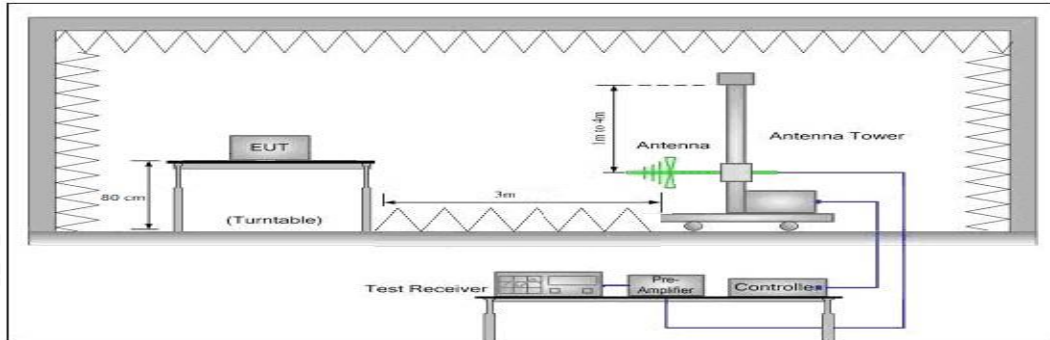 EUT
80 cm
(Turntable)
3m
1m to 4m
Antenna
Antenna Tower
Test Receiver
Pre-
Amplifier
Controller